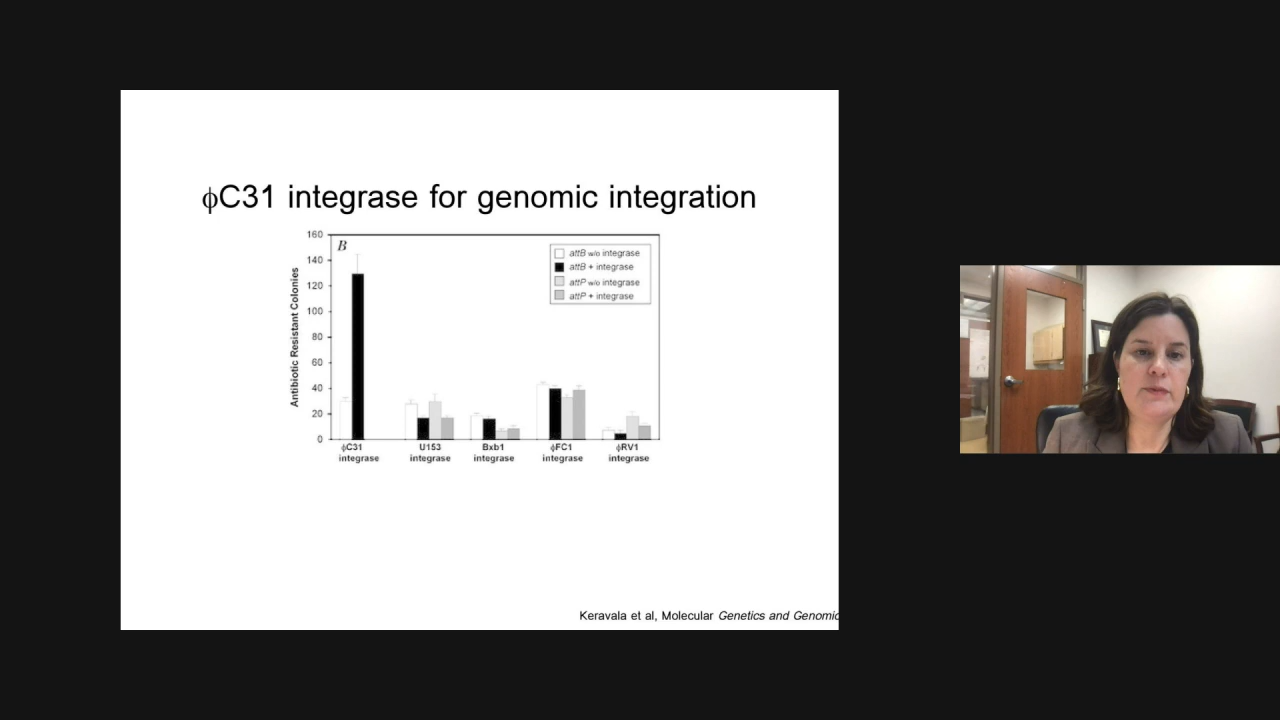 ϕC31 integrase for genomic integration
B
160
140
120
100
80
60
40
20
0
Antibiotic Resistant Colonies
attB w/o integrase
attB + integrase
attP w/o integrase
attP + integrase
ϕC31 integrase
U153 integrase
Bxb1 integrase
ϕFC1 integrase
ϕRV1 integrase
Keravala et al, Molecular Genetics and Genomic